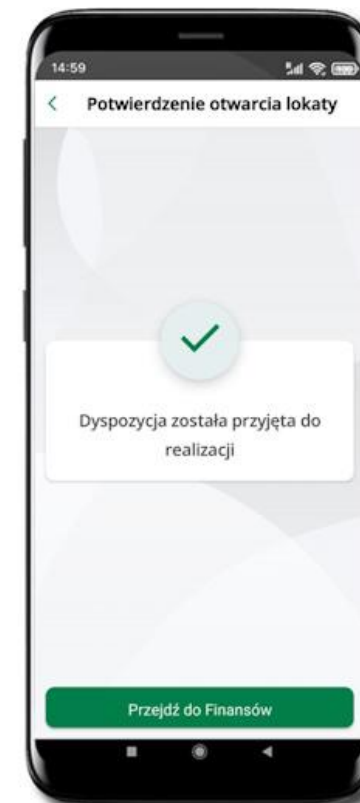 14:59
Potwierdzenie otwarcia lokaty
Dyspozycja została przyjęta do
realizacji
Przejdź do Finansów